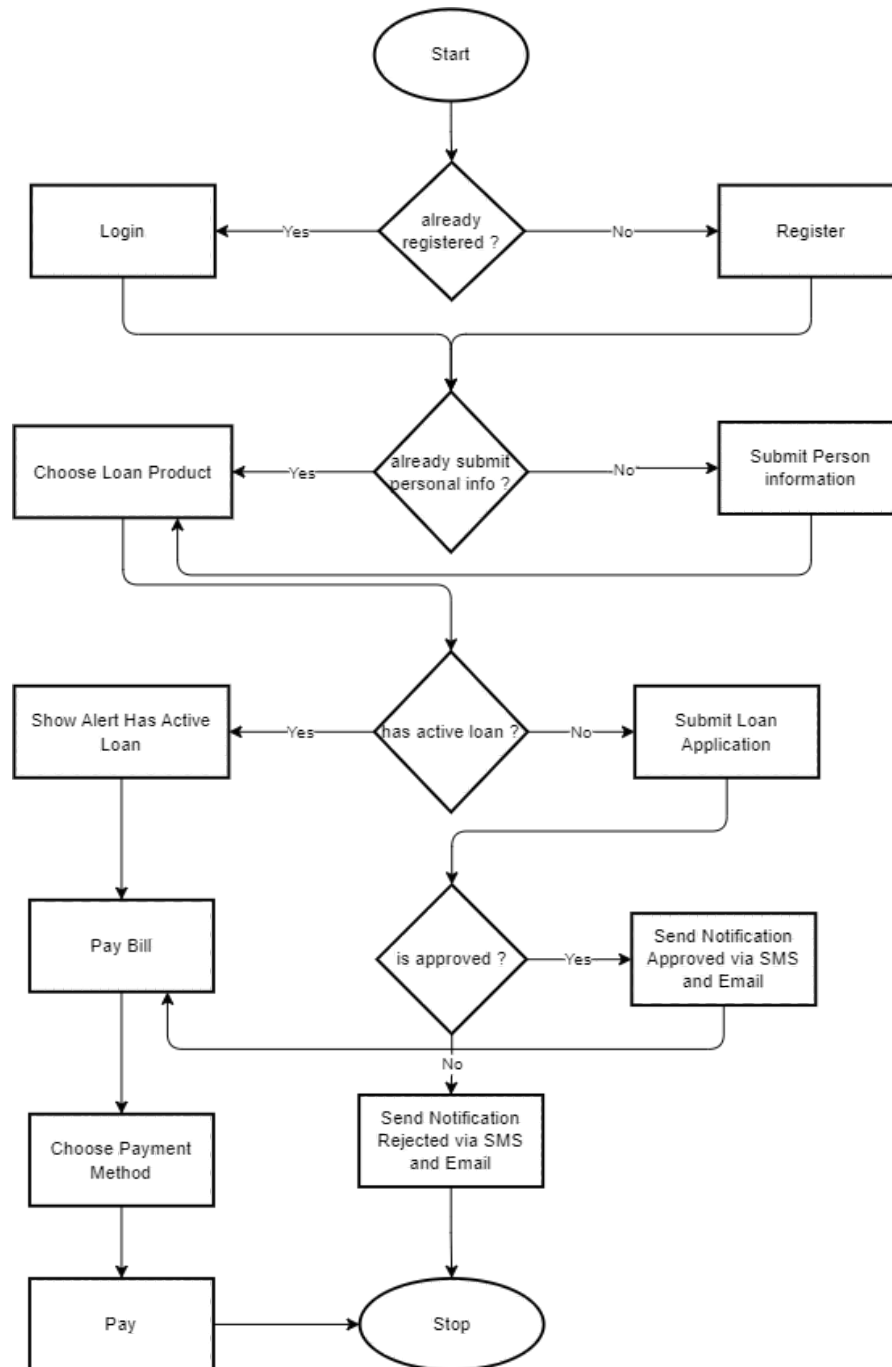 Start
already
registered ?
Yes
Login
No
Register
already submit
personal info ?
Yes
Choose Loan Product
No
Submit Person
information
has active loan ?
Yes
Show Alert Has Active
Loan
No
Submit Loan
Application
Pay Bill
is approved ?
Yes
Send Notification
Approved via SMS
and Email
No
Send Notification
Rejected via SMS
and Email
Choose Payment
Method
Pay
Stop